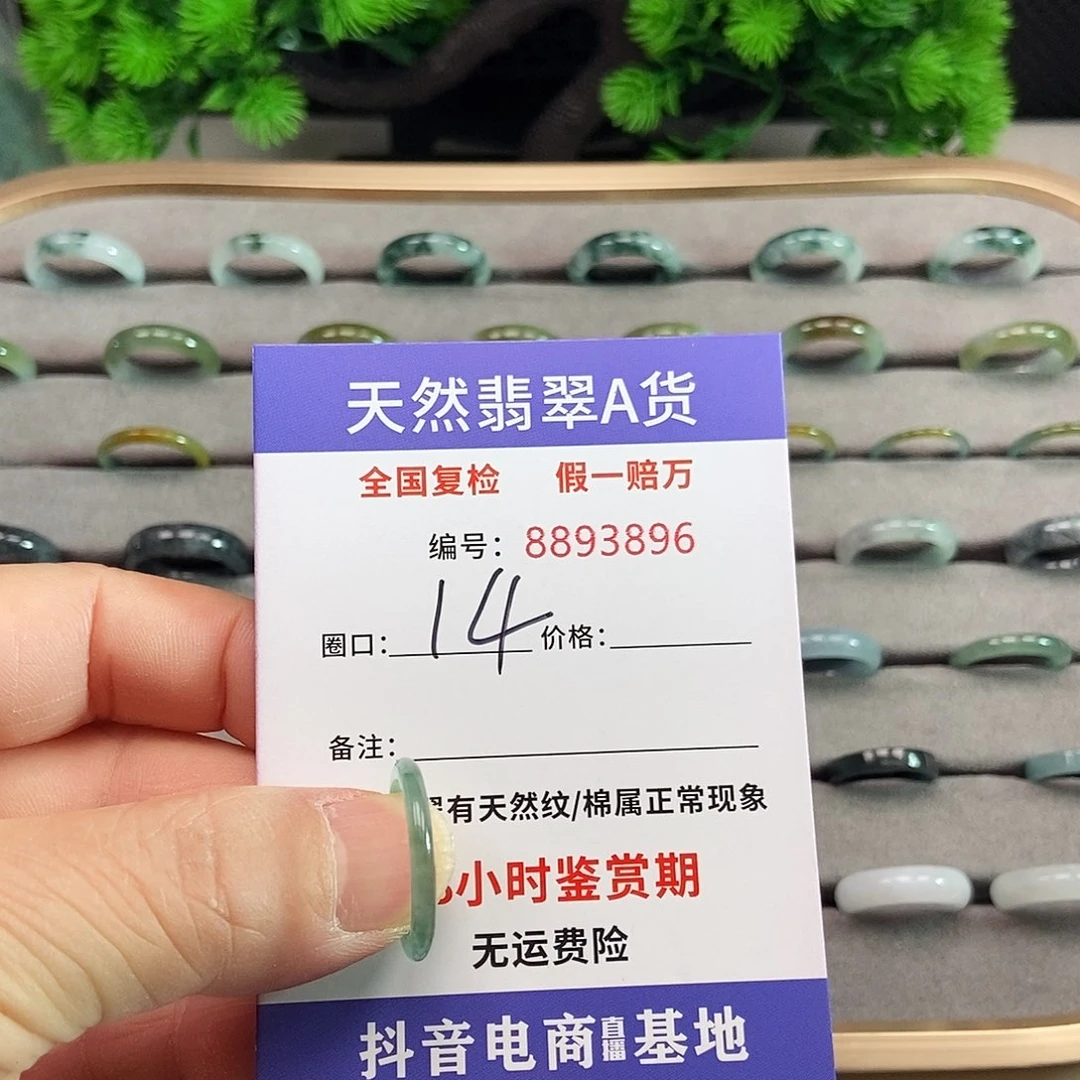 天然翡翠A货
全国复检 假一赔万
编号：8893896
圈口：14 价格：
备注：
有天然纹/棉属正常现象
小时鉴赏期
无运费险
抖音电商直播基地